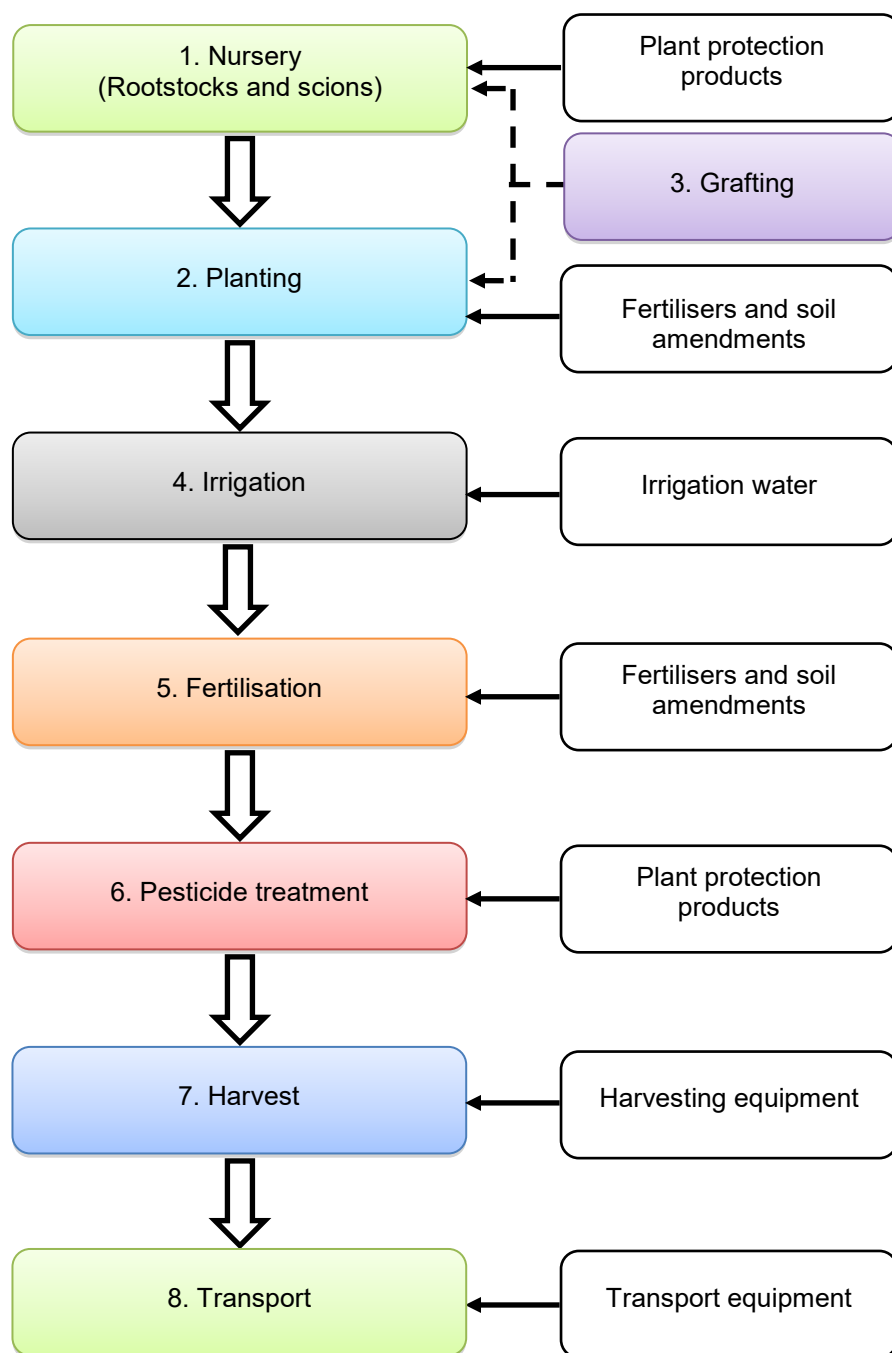 1. Nursery
(Rootstocks and scions)
Plant protection
products
3. Grafting
2. Planting
Fertilisers and soil
amendments
4. Irrigation
Irrigation water
5. Fertilisation
Fertilisers and soil
amendments
6. Pesticide treatment
Plant protection
products
7. Harvest
Harvesting equipment
8. Transport
Transport equipment